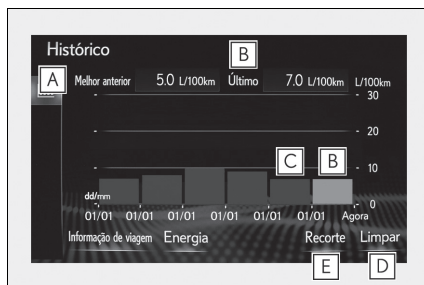 Histórico
B
A Melhor anterior 5.0 L/100km Último 7.0 L/100km L/100km
30
20
C B 10
dd/mm 0
01/01 01/01 01/01 01/01 01/01 01/01 Agora
Informação de viagem Energia Recorte Limpar
E D